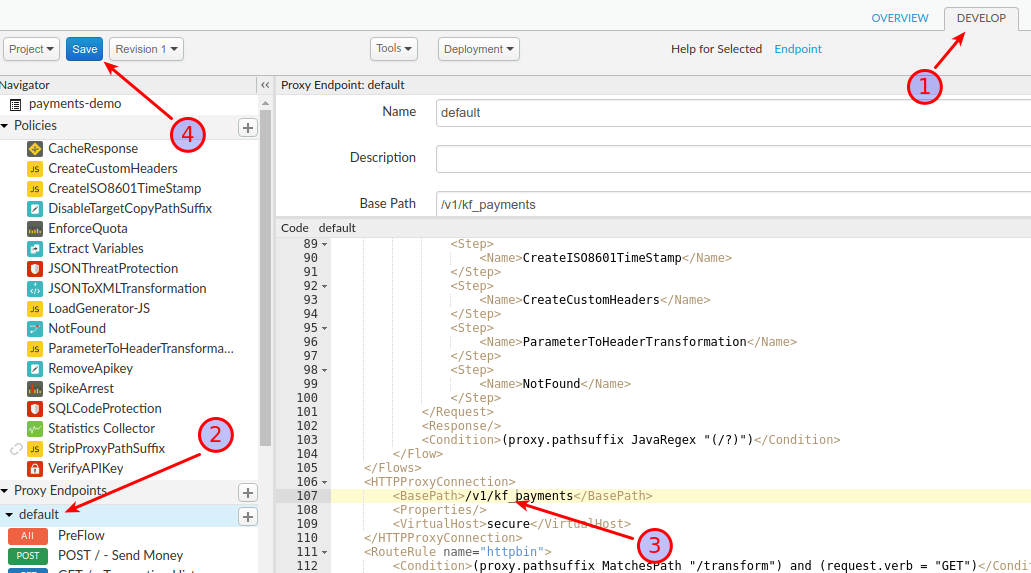 OVERVIEW DEVELOP
Project Save Revision 1 Tools Deployment Help for Selected Endpoint
1
4
Navigator
payments-demo
Policies
CacheResponse
JS CreateCustomHeaders
JS CreateISO8601TimeStamp
DisableTargetCopyPathSuffix
EnforceQuota
Extract Variables
JSONThreatProtection
JSONToXMLTransformation
JS LoadGenerator-JS
NotFound
JS ParameterToHeaderTransforma...
RemoveApikey
SpikeArrest
SQLCodeProtection
Statistics Collector
2
JS StripProxyPathSuffix
VerifyAPIKey
Proxy Endpoints
default
All PreFlow
POST POST / - Send Money
Proxy Endpoint: default
Name default
Description
Base Path /v1/kf_payments
Code default
89 <Step>
90 <Name>CreateISO8601TimeStamp</Name>
91 </Step>
92 <Step>
93 <Name>CreateCustomHeaders</Name>
94 </Step>
95 <Step>
96 <Name>ParameterToHeaderTransformation</Name>
97 </Step>
98 <Step>
99 <Name>NotFound</Name>
100 </Step>
101 </Request>
102 <Response/>
103 <Condition>(proxy.pathsuffix JavaRegex "(/?)")</Condition>
104 </Flow>
105 </Flows>
106 <HTTPProxyConnection>
107 <BasePath>/v1/kf_payments</BasePath>
108 <Properties/>
109 <VirtualHost>secure</VirtualHost>
110 </HTTPProxyConnection>
3
111 <RouteRule name="httpbin">
112 <Condition>(proxy.pathsuffix MatchesPath "/transform") and (request.verb = "GET")</Condi